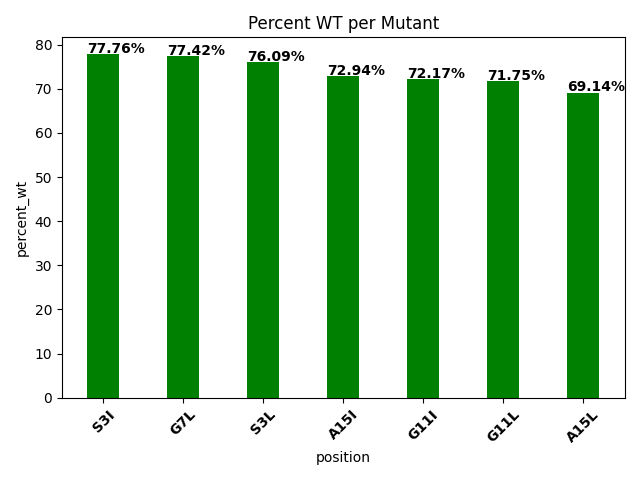 Percent WT per Mutant
percent_wt
80
70
60
50
40
30
20
10
0
77.76%
77.42%
76.09%
72.94%
72.17%
71.75%
69.14%
S3I
G7L
S3L
A15I
G11I
G11L
A15L
position